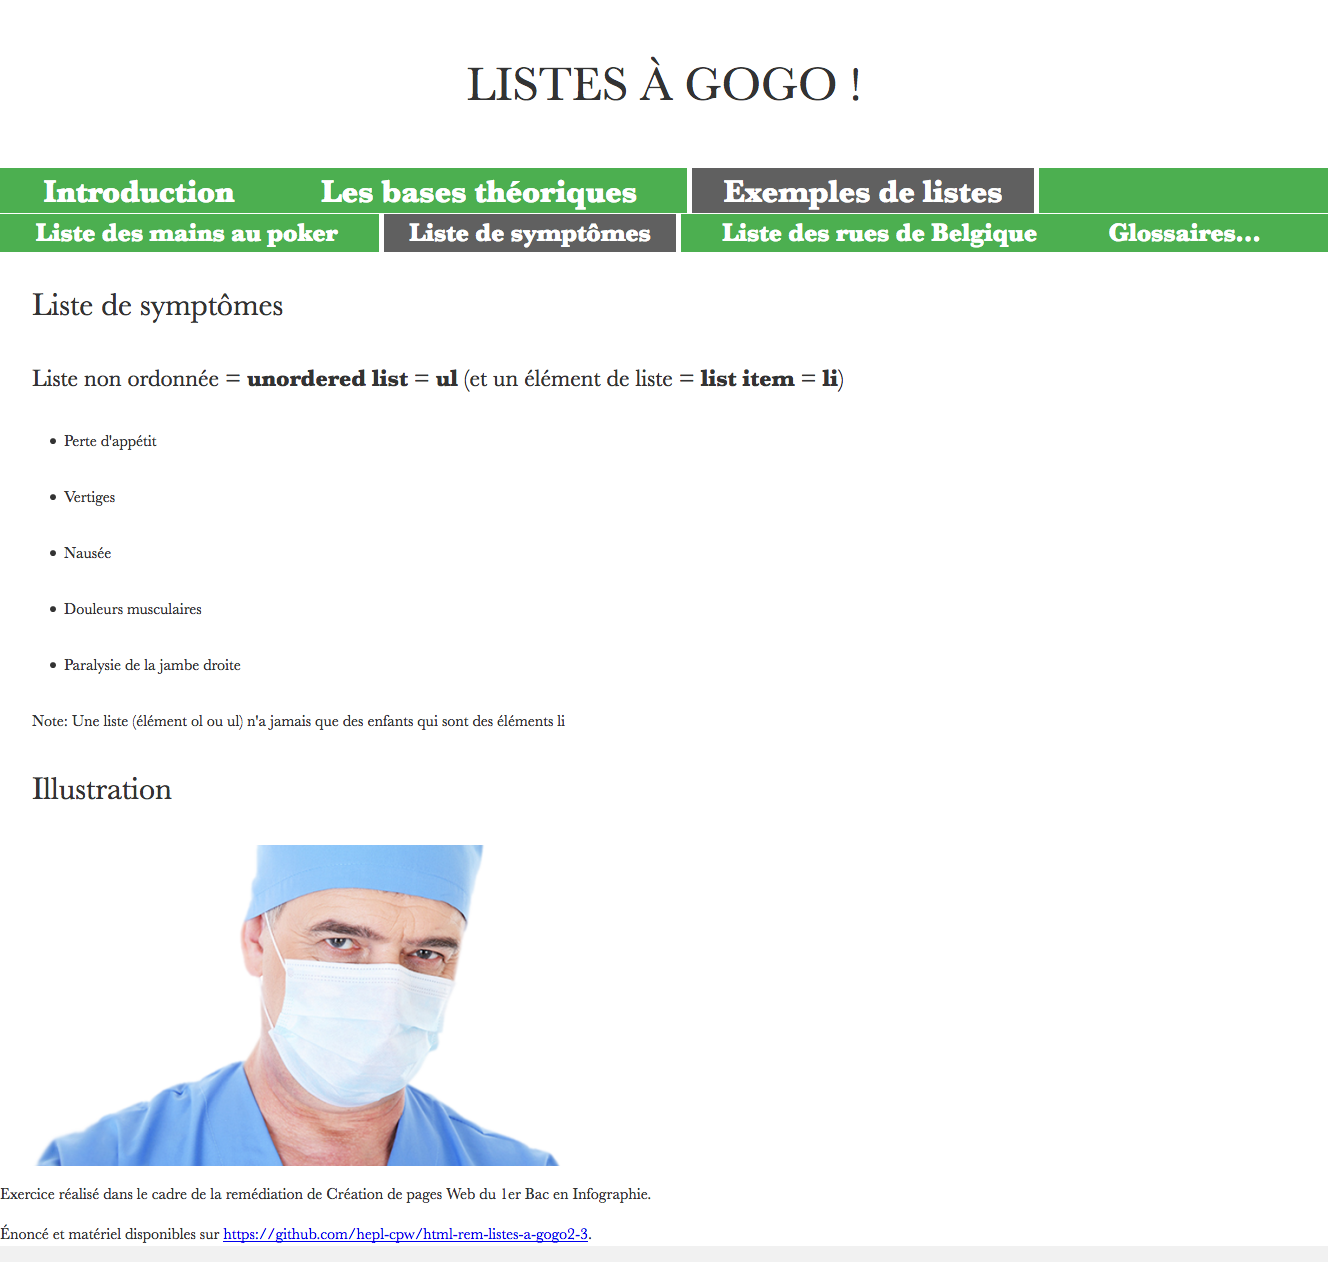 LISTES À GOGO !
Introduction Les bases théoriques Exemples de listes
Liste des mains au poker Liste de symptômes Liste des rues de Belgique Glossaires...
Liste de symptômes
Liste non ordonnée = unordered list = ul (et un élément de liste = list item = li)
• Perte d'appétit
• Vertiges
• Nausée
• Douleurs musculaires
• Paralysie de la jambe droite
Note: Une liste (élément ol ou ul) n'a jamais que des enfants qui sont des éléments li
Illustration
Exercice réalisé dans le cadre de la remédiation de Création de pages Web du 1er Bac en Infographie.
Énoncé et matériel disponibles sur https://github.com/hepl-cpw/html-rem-listes-a-gogo2-3.